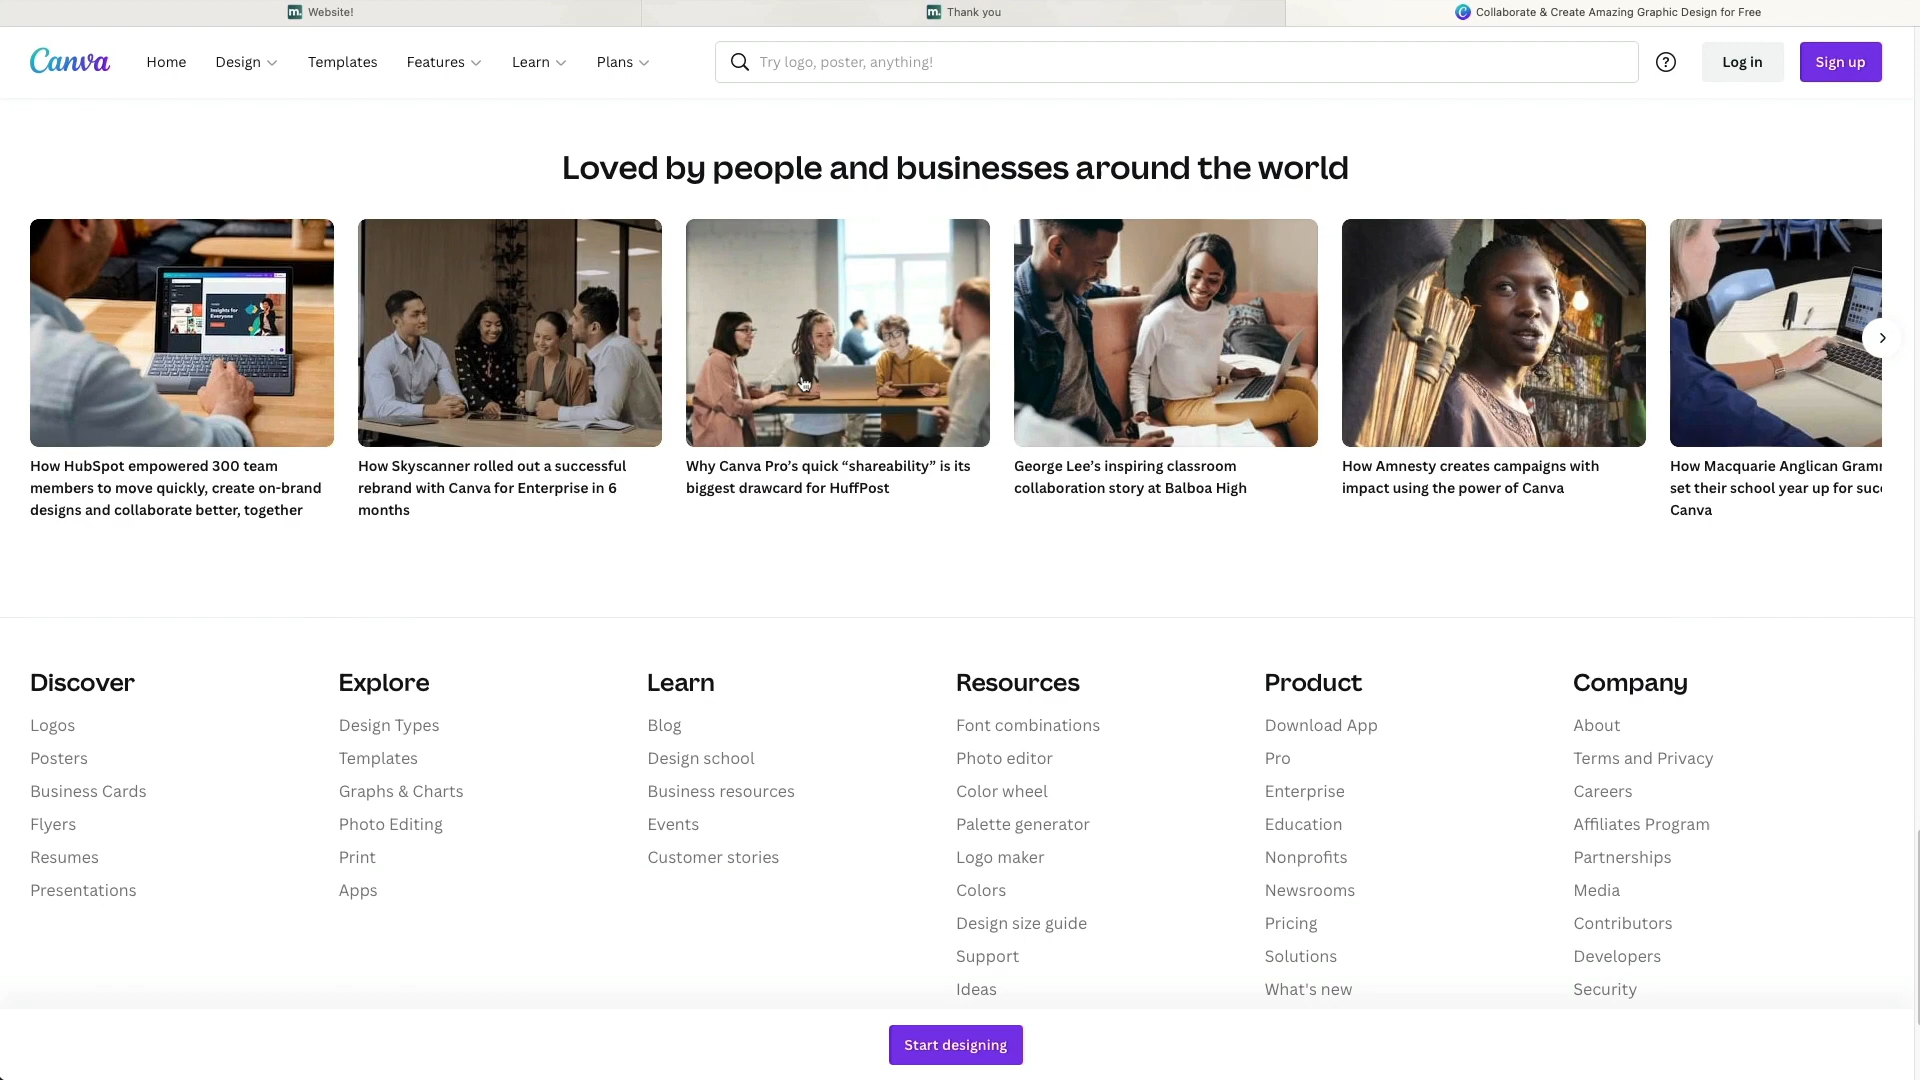 Website!
Thank you
Collaborate & Create Amazing Graphic Design for Free
Canva
Home
Design
Templates
Features
Learn
Plans
Try logo, poster, anything!
Log in
Sign up
Loved by people and businesses around the world
Insights for
Everyone
How HubSpot empowered 300 team
members to move quickly, create on-brand
designs and collaborate better, together
How Skyscanner rolled out a successful
rebrand with Canva for Enterprise in 6
months
Why Canva Pro’s quick “shareability” is its
biggest drawcard for HuffPost
George Lee’s inspiring classroom
collaboration story at Balboa High
How Amnesty creates campaigns with
impact using the power of Canva
How Macquarie Anglican Gramm
set their school year up for succ
Canva
Discover
Logos
Posters
Business Cards
Flyers
Resumes
Presentations
Explore
Design Types
Templates
Graphs & Charts
Photo Editing
Print
Apps
Learn
Blog
Design school
Business resources
Events
Customer stories
Resources
Font combinations
Photo editor
Color wheel
Palette generator
Logo maker
Colors
Design size guide
Support
Ideas
Product
Download App
Pro
Enterprise
Education
Nonprofits
Newsrooms
Pricing
Solutions
What's new
Company
About
Terms and Privacy
Careers
Affiliates Program
Partnerships
Media
Contributors
Developers
Security
Start designing